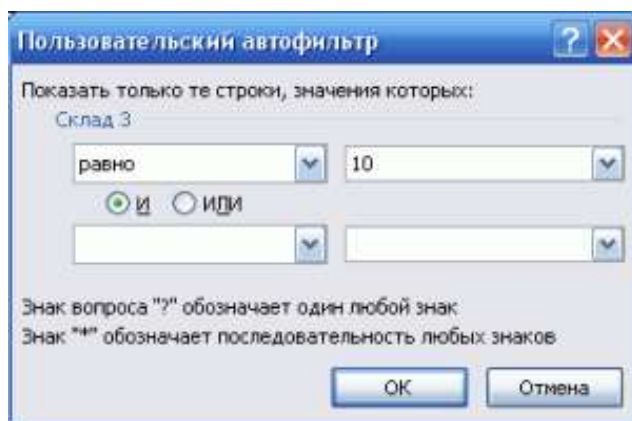 Пользовательский автофильтр
Показать только те строки, значения которых:
Склад 3
равно 10
И ИЛИ
Знак вопроса "?" обозначает один любой знак
Знак "*" обозначает последовательность любых знаков
ОК Отмена